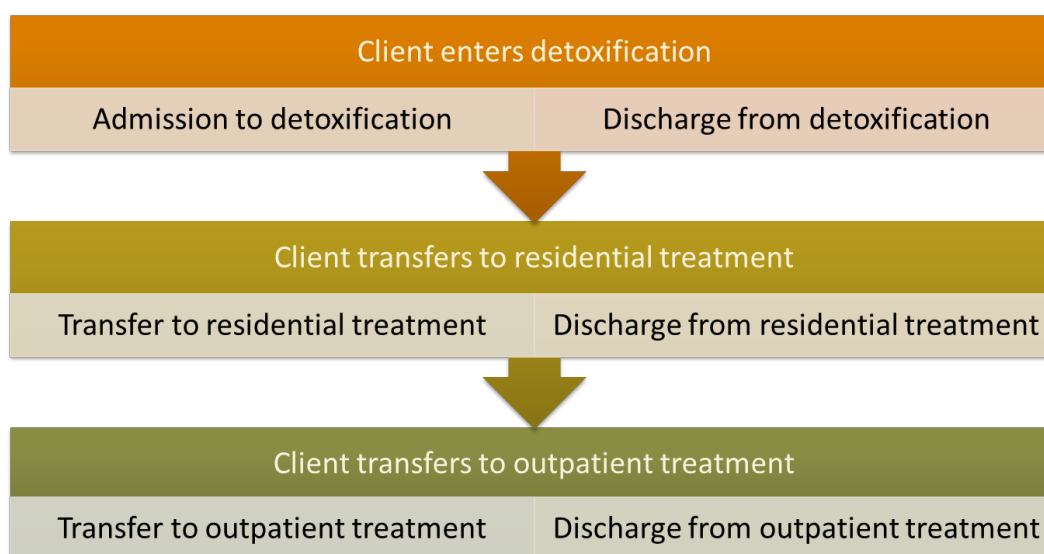 Client enters detoxification
Admission to detoxification
Discharge from detoxification
Client transfers to residential treatment
Transfer to residential treatment
Discharge from residential treatment
Client transfers to outpatient treatment
Transfer to outpatient treatment
Discharge from outpatient treatment